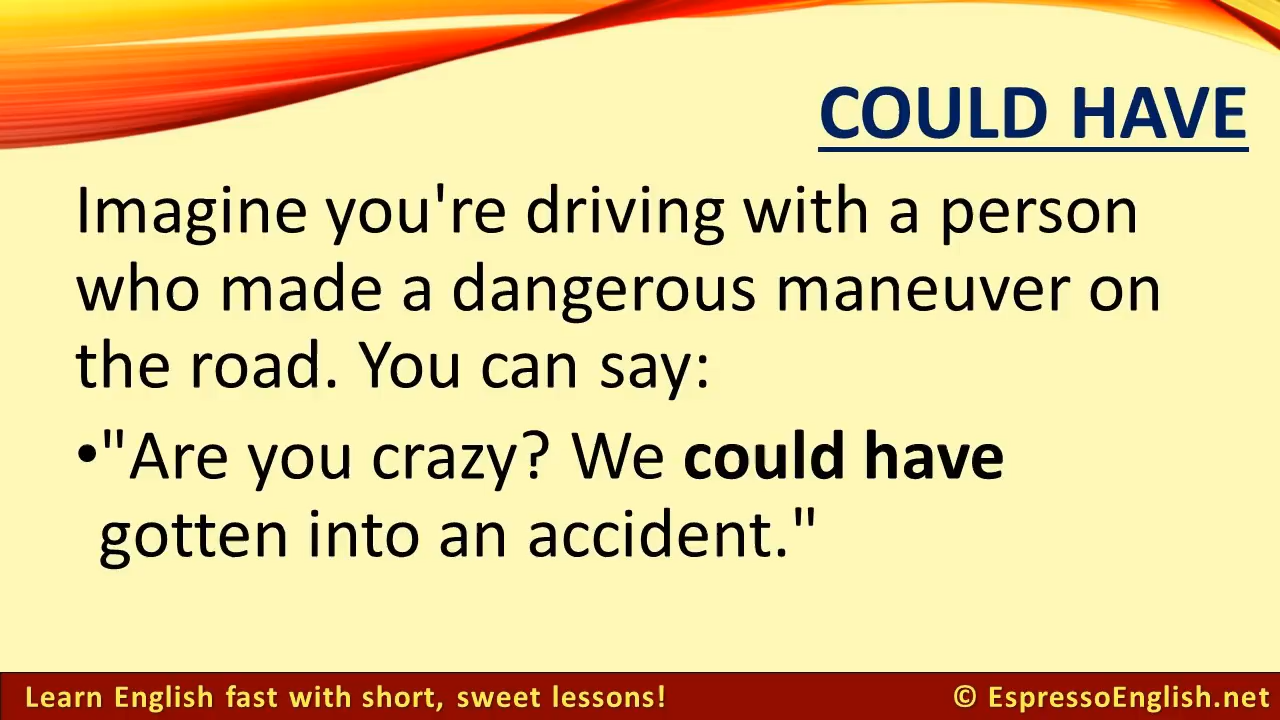 COULD HAVE
Imagine you're driving with a person
who made a dangerous maneuver on
the road. You can say:
•"Are you crazy? We could have
gotten into an accident."
Learn English fast with short, sweet lessons!
© EspressoEnglish.net